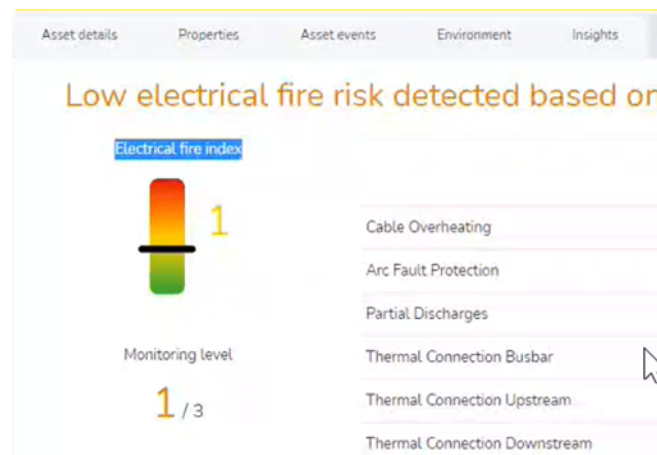 Asset details Properties Asset events Environment Insights
Low electrical fire risk detected based on
Electrical fire index
1
Monitoring level
1 / 3
Cable Overheating
Arc Fault Protection
Partial Discharges
Thermal Connection Busbar
Thermal Connection Upstream
Thermal Connection Downstream